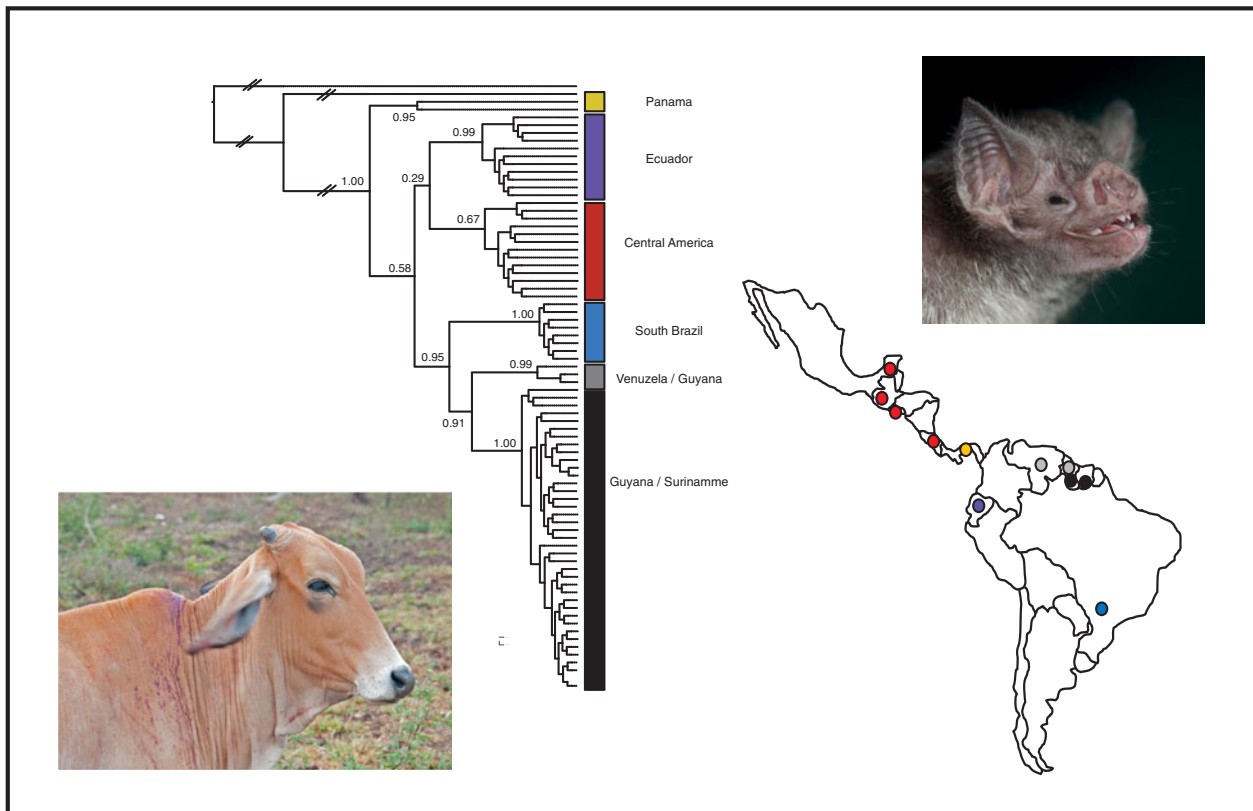 Panama
0.95
0.99
Ecuador
1.00
0.29
0.67
Central America
0.58
1.00
South Brazil
0.95
0.99
Venuzela / Guyana
0.91
1.00
Guyana / Surinamme